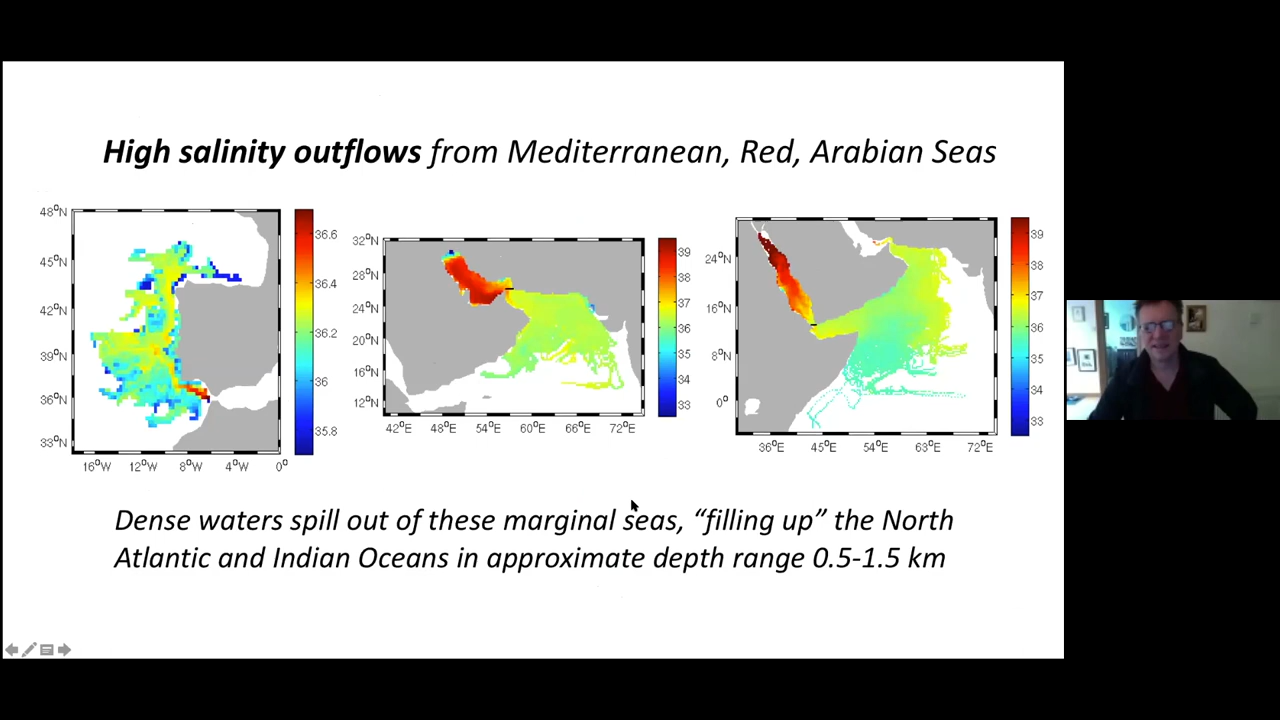 High salinity outflows from Mediterranean, Red, Arabian Seas
48°N
45°N
42°N
39°N
36°N
33°N
16°W 12°W 8°W 4°W 0°
36.6
36.4
36.2
36
35.8
32°N
28°N
24°N
20°N
16°N
12°N
42°E 48°E 54°E 60°E 66°E 72°E
39
38
37
36
35
34
33
24°N
16°N
8°N
0°
36°E 45°E 54°E 63°E 72°E
39
38
37
36
35
34
33
Dense waters spill out of these marginal seas, “filling up” the North
Atlantic and Indian Oceans in approximate depth range 0.5-1.5 km